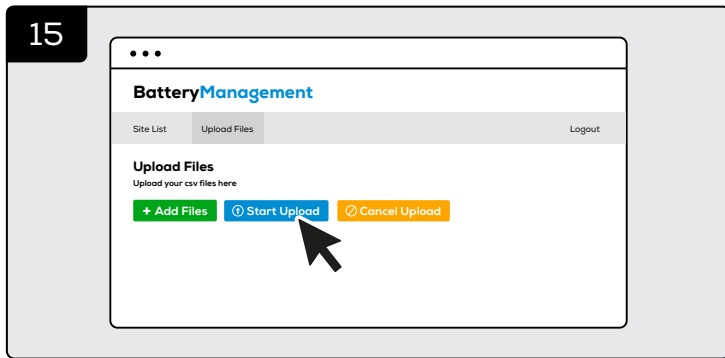 15
BatteryManagement
Site List Upload Files Logout
Upload Files
Upload your csv files here
+ Add Files Start Upload Cancel Upload